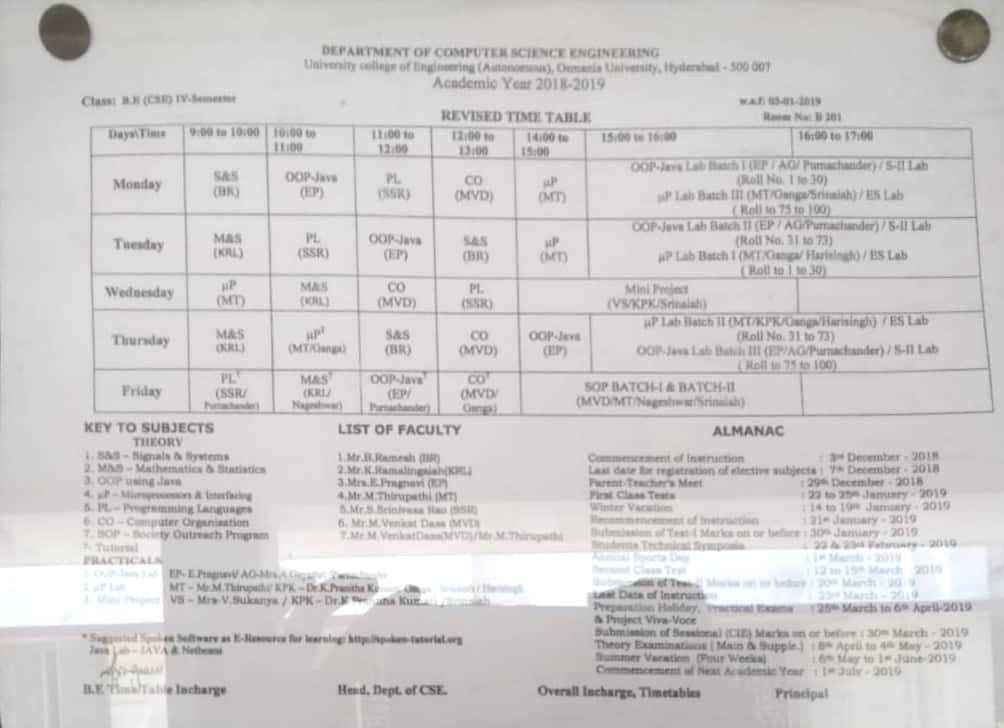 DEPARTMENT OF COMPUTER SCIENCE ENGINEERING
University college of Engineering (Autonomous), Osmania University, Hyderabad - 500 007
Academic Year 2018-2019
Class: B.E (CSE) IV-Semester
w.e.f: 03-01-2019
REVISED TIME TABLE
Room No: B 201
Days\Time 9:00 to 10:00 10:00 to 11:00 11:00 to 12:00 12:00 to 13:00 14:00 to 15:00 15:00 to 16:00 16:00 to 17:00
Monday S&S (BR) OOP-Java (EP) PL (SSR) CO (MVD) µP (MT)
OOP-Java Lab Batch I (EP / AG/ Purnachander) / S-II Lab
(Roll No. 1 to 30)
µP Lab Batch III (MT/Ganga/Srinaiah) / ES Lab
( Roll to 75 to 100)
Tuesday M&S (KRL) PL (SSR) OOP-Java (EP) S&S (BR) µP (MT)
OOP-Java Lab Batch II (EP / AG/Purnachander) / S-II Lab
(Roll No. 31 to 73)
µP Lab Batch I (MT/Ganga/ Harisingh) / ES Lab
( Roll to 1 to 30)
Wednesday µP (MT) M&S (KRL) CO (MVD) PL (SSR)
Mini Project
(VS/KPK/Srinaiah)
Thursday M&S (KRL) µPᵀ (MT/Ganga) S&S (BR) CO (MVD) OOP-Java (EP)
µP Lab Batch II (MT/KPK/Ganga/Harisingh) / ES Lab
(Roll No. 31 to 73)
OOP-Java Lab Batch III (EP/AG/Purnachander) / S-II Lab
( Roll to 75 to 100)
Friday PLᵀ (SSR/ Purnachander) M&Sᵀ (KRL/ Nageshwar) OOP-Javaᵀ (EP/ Purnachander) COᵀ (MVD/ Ganga)
SOP BATCH-I & BATCH-II
(MVD/MT/Nageshwar/Srinaiah)
KEY TO SUBJECTS
THEORY
1. S&S – Signals & Systems
2. M&S – Mathematics & Statistics
3. OOP using Java
4. µP – Microprocessors & Interfacing
5. PL – Programming Languages
6. CO – Computer Organization
7. SOP – Society Outreach Program
T- Tutorial
PRACTICALS
1. OOP-Java Lab EP- E.Pragnavi/ AG-Mrs.A
2. µP Lab MT – Mr.M.Thirupathi/ KPK – Dr.K.Pranitha Kumari
3. Mini Project VS – Mrs-V.Sukanya / KPK – Dr.K
LIST OF FACULTY
1.Mr.B.Ramesh (BR)
2.Mr.K.Ramalingaiah(KRL)
3.Mrs.E.Pragnavi (EP)
4.Mr.M.Thirupathi (MT)
5.Mr.S.Srinivasa Rao (SSR)
6. Mr.M.Venkat Dass (MVD)
7.Mr.M.VenkatDass(MVD)/Mr.M.Thirupathi
ALMANAC
Commencement of Instruction : 3rd December - 2018
Last date for registration of elective subjects : 7th December - 2018
Parent-Teacher's Meet : 29th December - 2018
First Class Tests : 22 to 25th January - 2019
Winter Vacation : 14 to 19th January - 2019
Recommencement of Instruction : 21st January - 2019
Submission of Test-I Marks on or before : 30th January - 2019
Students Technical Symposia : 22 & 23rd February - 2019
Annual Sports Day : 1st March - 2019
Second Class Test : 12 to 15th March - 2019
Submission of Test-II Marks on or before : 20th March - 2019
Last Date of Instruction : 23rd March - 2019
Preparation Holiday, Practical Exams : 25th March to 6th April-2019
& Project Viva-Voce
Submission of Sessional (CIE) Marks on or before : 30th March - 2019
Theory Examinations ( Main & Supple.) : 8th April to 4th May - 2019
Summer Vacation (Four Weeks) : 6th May to 1st June-2019
Commencement of Next Academic Year : 1st July - 2019
* Suggested Spoken Software as E-Resource for learning: http://spoken-tutorial.org
Java Lab – JAVA & Netbeans
B.E Time Table Incharge
Head, Dept. of CSE.
Overall Incharge, Timetables
Principal